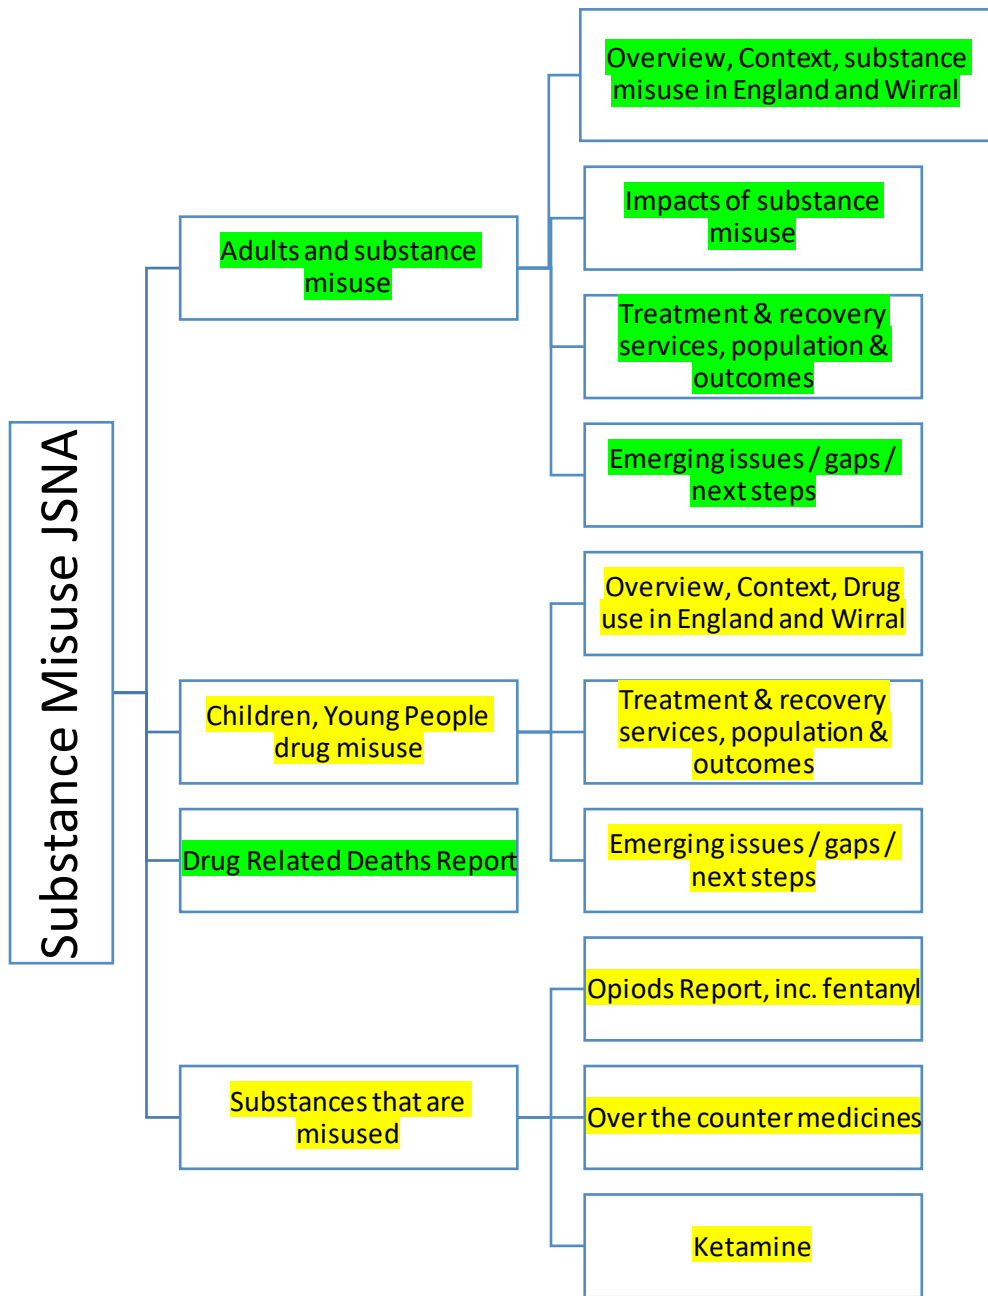 Substance Misuse JSNA
Adults and substance
misuse
Overview, Context, substance
misuse in England and Wirral
Impacts of substance
misuse
Treatment & recovery
services, population &
outcomes
Emerging issues / gaps /
next steps
Children, Young People
drug misuse
Overview, Context, Drug
use in England and Wirral
Treatment & recovery
services, population &
outcomes
Emerging issues / gaps /
next steps
Drug Related Deaths Report
Substances that are
misused
Opiods Report, inc. fentanyl
Over the counter medicines
Ketamine